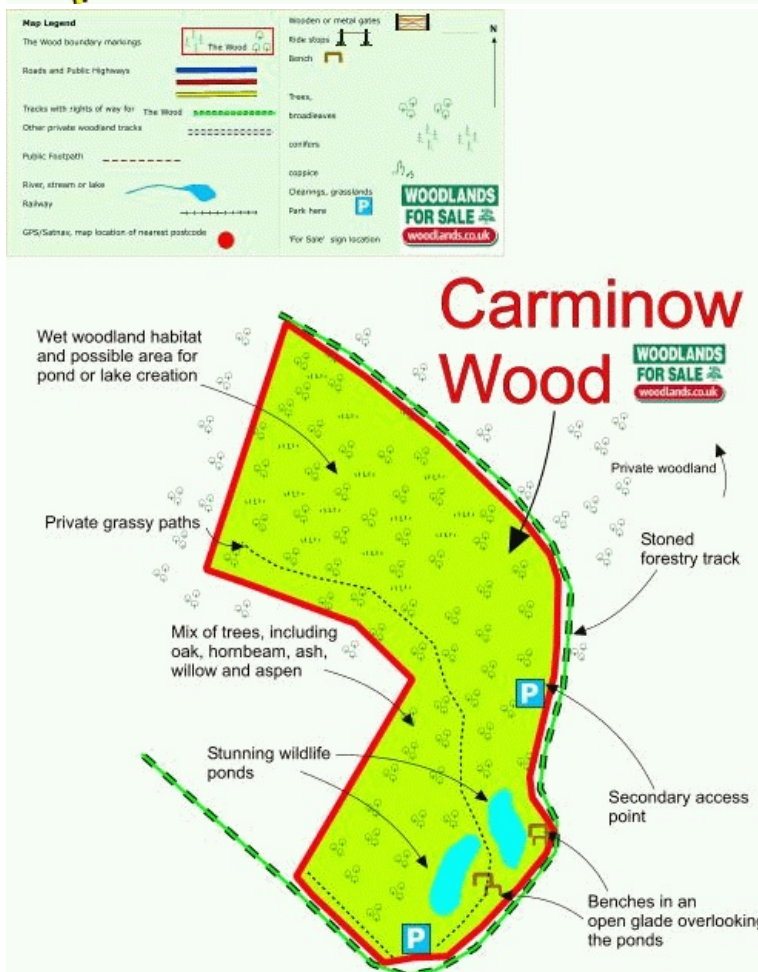 Map Legend
The Wood boundary markings
The Wood
Roads and Public Highways
Tracks with rights of way for The Wood
Other private woodland tracks
Public Footpath
River, stream or lake
Railway
GPS/Satnav, map location of nearest postcode
Wooden or metal gates
Ride stops
Bench
N
Trees,
broadleaves
conifers
coppice
Clearings, grasslands
Park here P
'For Sale' sign location
WOODLANDS
FOR SALE
woodlands.co.uk
Carminow
Wood
WOODLANDS
FOR SALE
woodlands.co.uk
Wet woodland habitat
and possible area for
pond or lake creation
Private woodland
Private grassy paths
Stoned
forestry track
Mix of trees, including
oak, hornbeam, ash,
willow and aspen
P
Stunning wildlife
ponds
Secondary access
point
Benches in an
open glade overlooking
the ponds
P